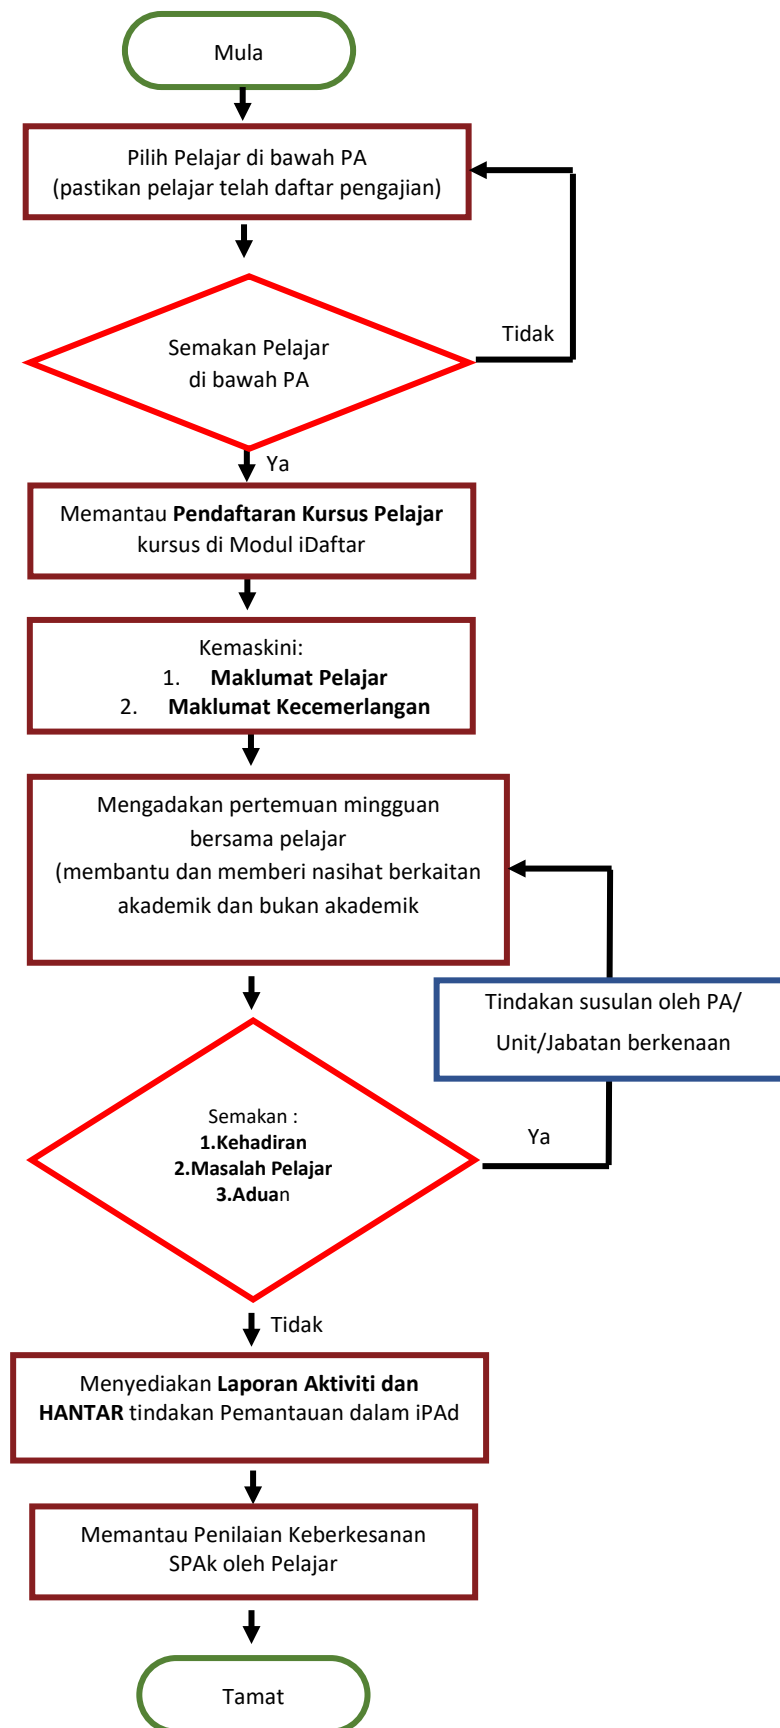 Mula
Pilih Pelajar di bawah PA
(pastikan pelajar telah daftar pengajian)
Tidak
Semakan Pelajar
di bawah PA
Ya
Memantau Pendaftaran Kursus Pelajar
kursus di Modul iDaftar
Kemaskini:
1. Maklumat Pelajar
2. Maklumat Kecemerlangan
Mengadakan pertemuan mingguan
bersama pelajar
(membantu dan memberi nasihat berkaitan
akademik dan bukan akademik
Tindakan susulan oleh PA/
Unit/Jabatan berkenaan
Semakan :
1.Kehadiran
2.Masalah Pelajar
3.Aduan
Ya
Tidak
Menyediakan Laporan Aktiviti dan
HANTAR tindakan Pemantauan dalam iPAd
Memantau Penilaian Keberkesanan
SPAk oleh Pelajar
Tamat